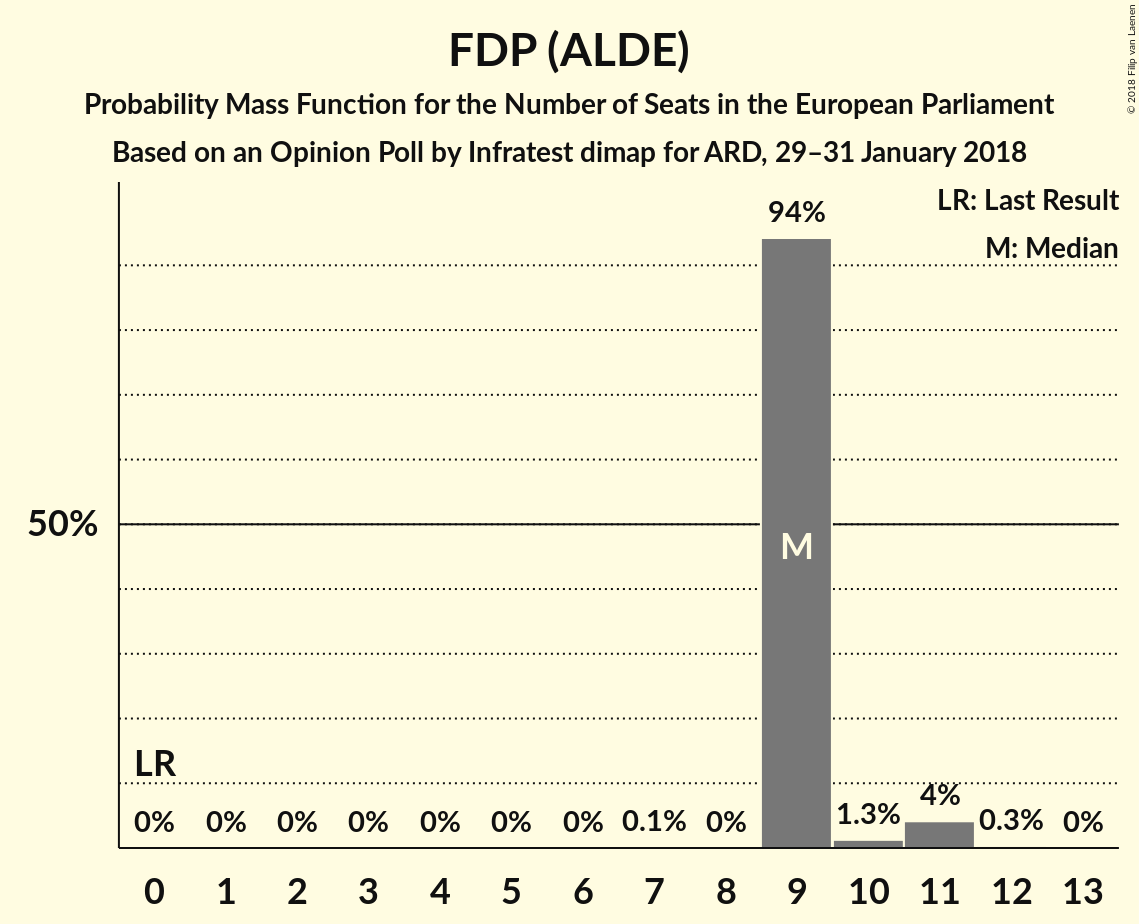 FDP (ALDE)
Probability Mass Function for the Number of Seats in the European Parliament
Based on an Opinion Poll by Infratest dimap for ARD, 29–31 January 2018
© 2018 Filip van Laenen
LR: Last Result
M: Median
94%
50%
M
LR
0% 0% 0% 0% 0% 0% 0% 0.1% 0% 1.3% 4% 0.3% 0%
0 1 2 3 4 5 6 7 8 9 10 11 12 13